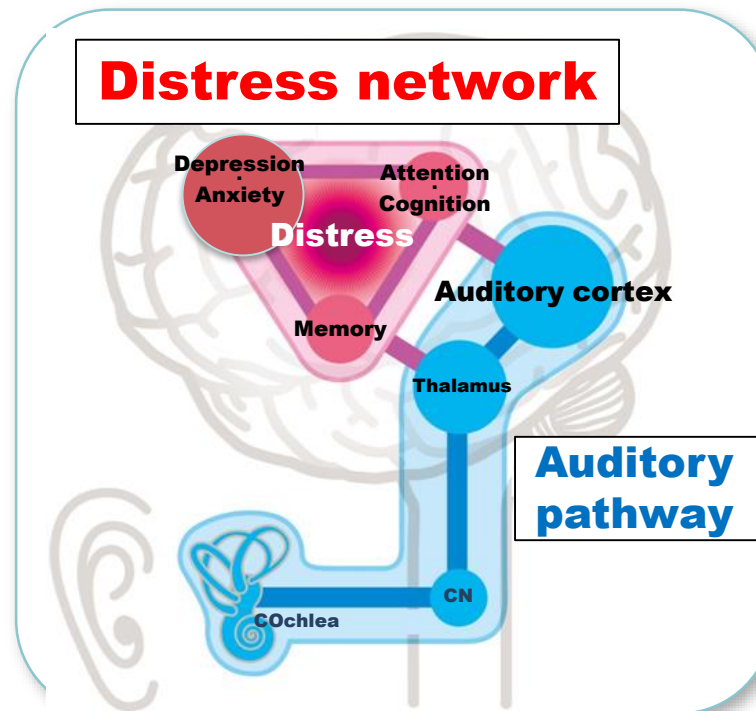 Distress network
Depression
·
Anxiety
Attention
·
Cognition
Distress
Auditory cortex
Memory
Thalamus
Auditory
pathway
CN
COchlea